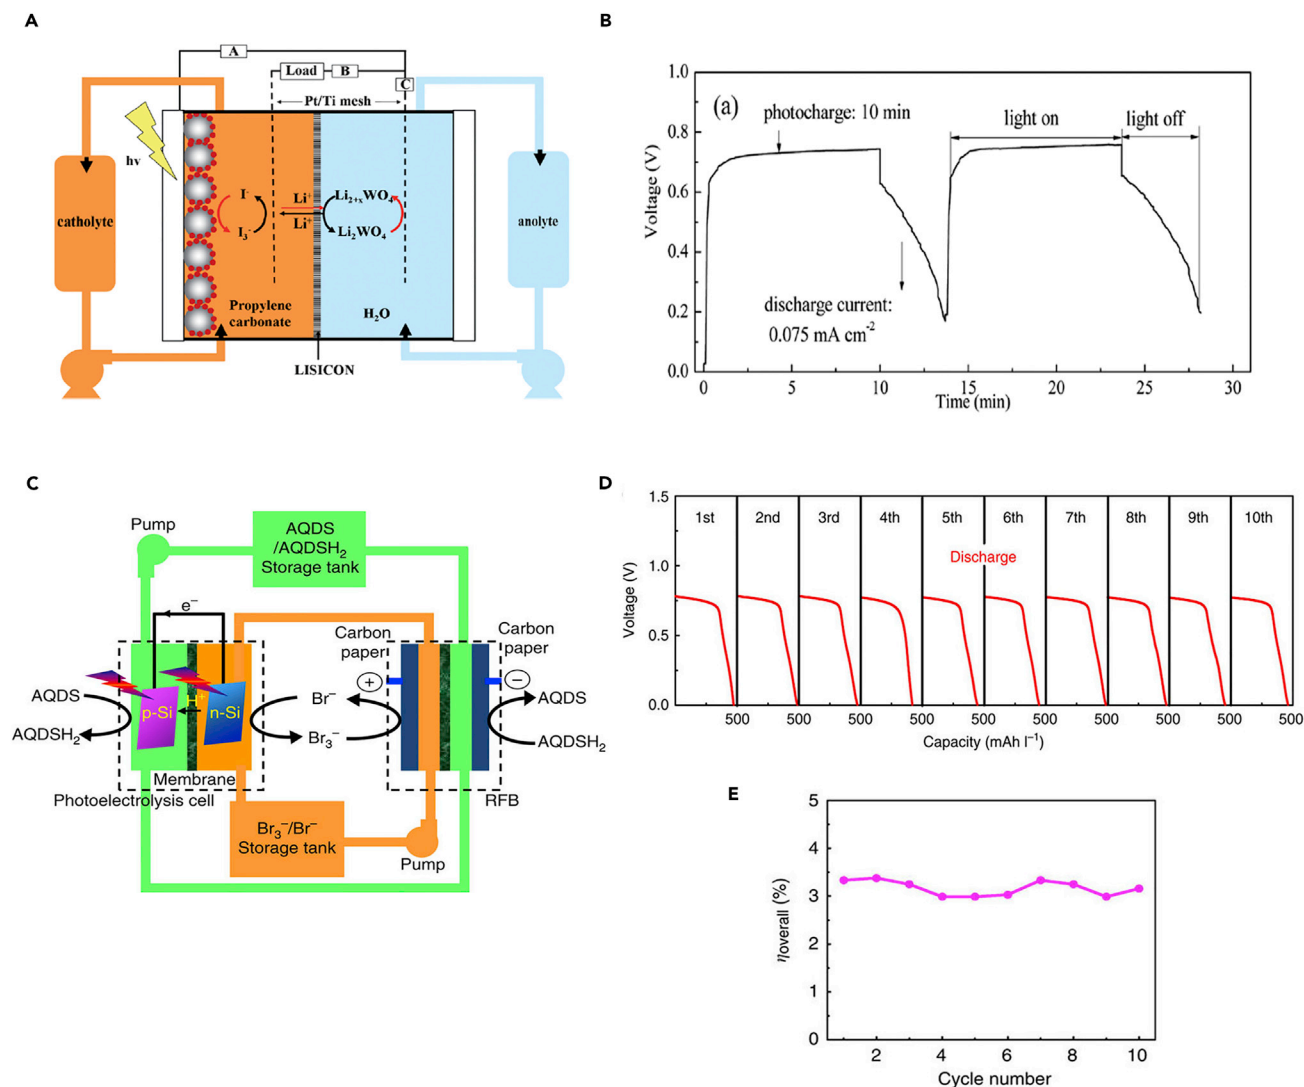 A
A
Load
B
C
Pt/Ti mesh
hν
catholyte
I⁻
I₃⁻
Li⁺
Li⁺
Li₂₊ₓWO₄
Li₂WO₄
anolyte
Propylene
carbonate
H₂O
LISICON
B
(a)
photocharge: 10 min
light on
light off
discharge current:
0.075 mA cm⁻²
Voltage (V)
1.0
0.8
0.6
0.4
0.2
0.0
0 5 10 15 20 25 30
Time (min)
C
Pump
AQDS
/AQDSH₂
Storage tank
e⁻
Carbon
paper
Carbon
paper
+
−
AQDS
AQDSH₂
p-Si
H⁺
n-Si
Br⁻
Br₃⁻
AQDS
AQDSH₂
Membrane
Photoelectrolysis cell
RFB
Br₃⁻/Br⁻
Storage tank
Pump
D
Voltage (V)
1.5
1.0
0.5
0.0
1st 2nd 3rd 4th 5th 6th 7th 8th 9th 10th
Discharge
500 500 500 500 500 500 500 500 500 500
Capacity (mAh l⁻¹)
E
ηoverall (%)
5
4
3
2
1
0
2 4 6 8 10
Cycle number